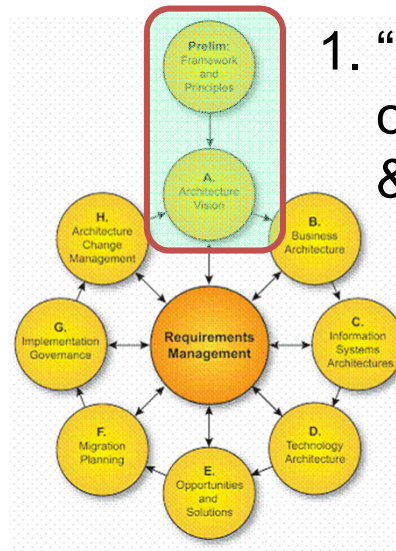 1. “
o
&
Prelim:
Framework
and
Principles
A.
Architecture
Vision
H.
Architecture
Change
Management
B.
Business
Architecture
G.
Implementation
Governance
Requirements
Management
C.
Information
Systems
Architectures
F.
Migration
Planning
D.
Technology
Architecture
E.
Opportunities
and
Solutions